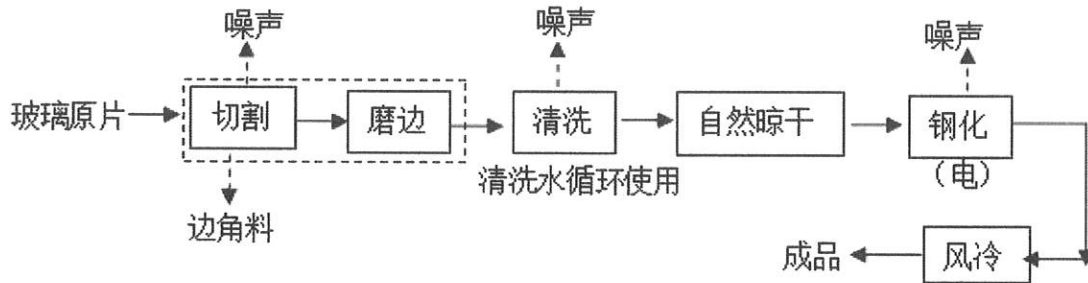 噪声
噪声
噪声
玻璃原片
切割
磨边
清洗
自然晾干
钢化
（电）
清洗水循环使用
边角料
成品
风冷